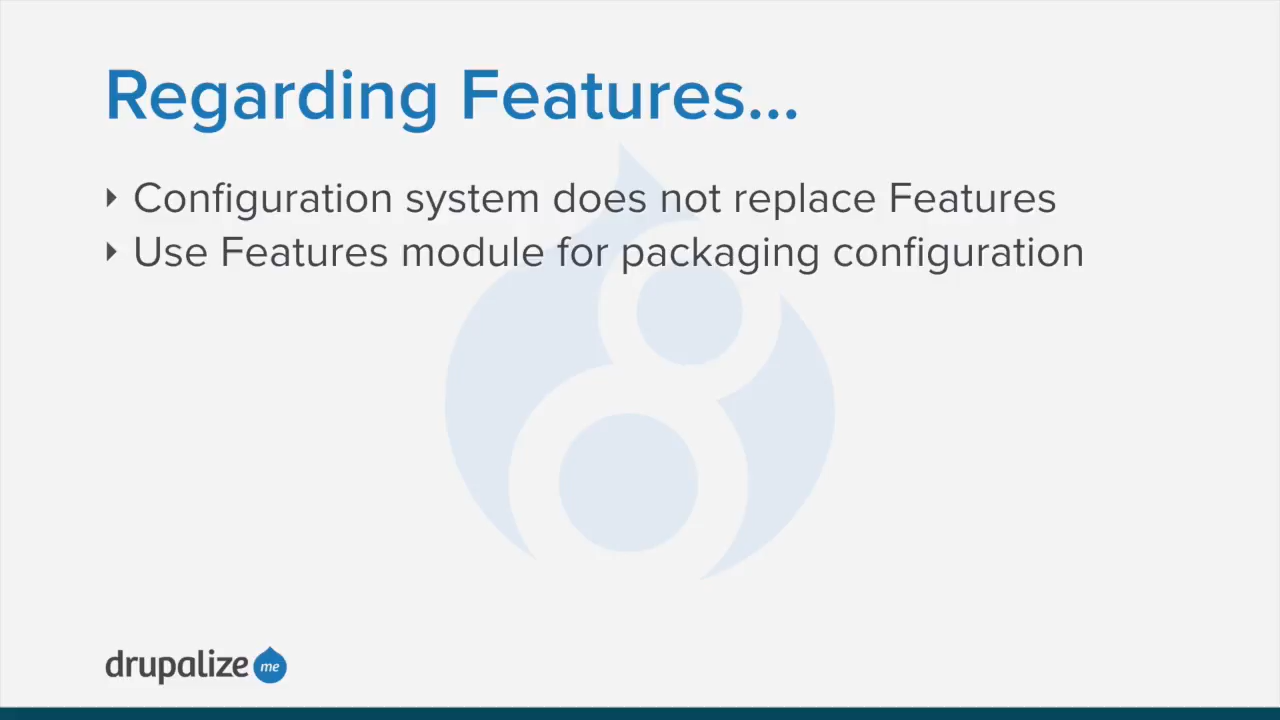 Regarding Features...
Configuration system does not replace Features
Use Features module for packaging configuration
drupalize me